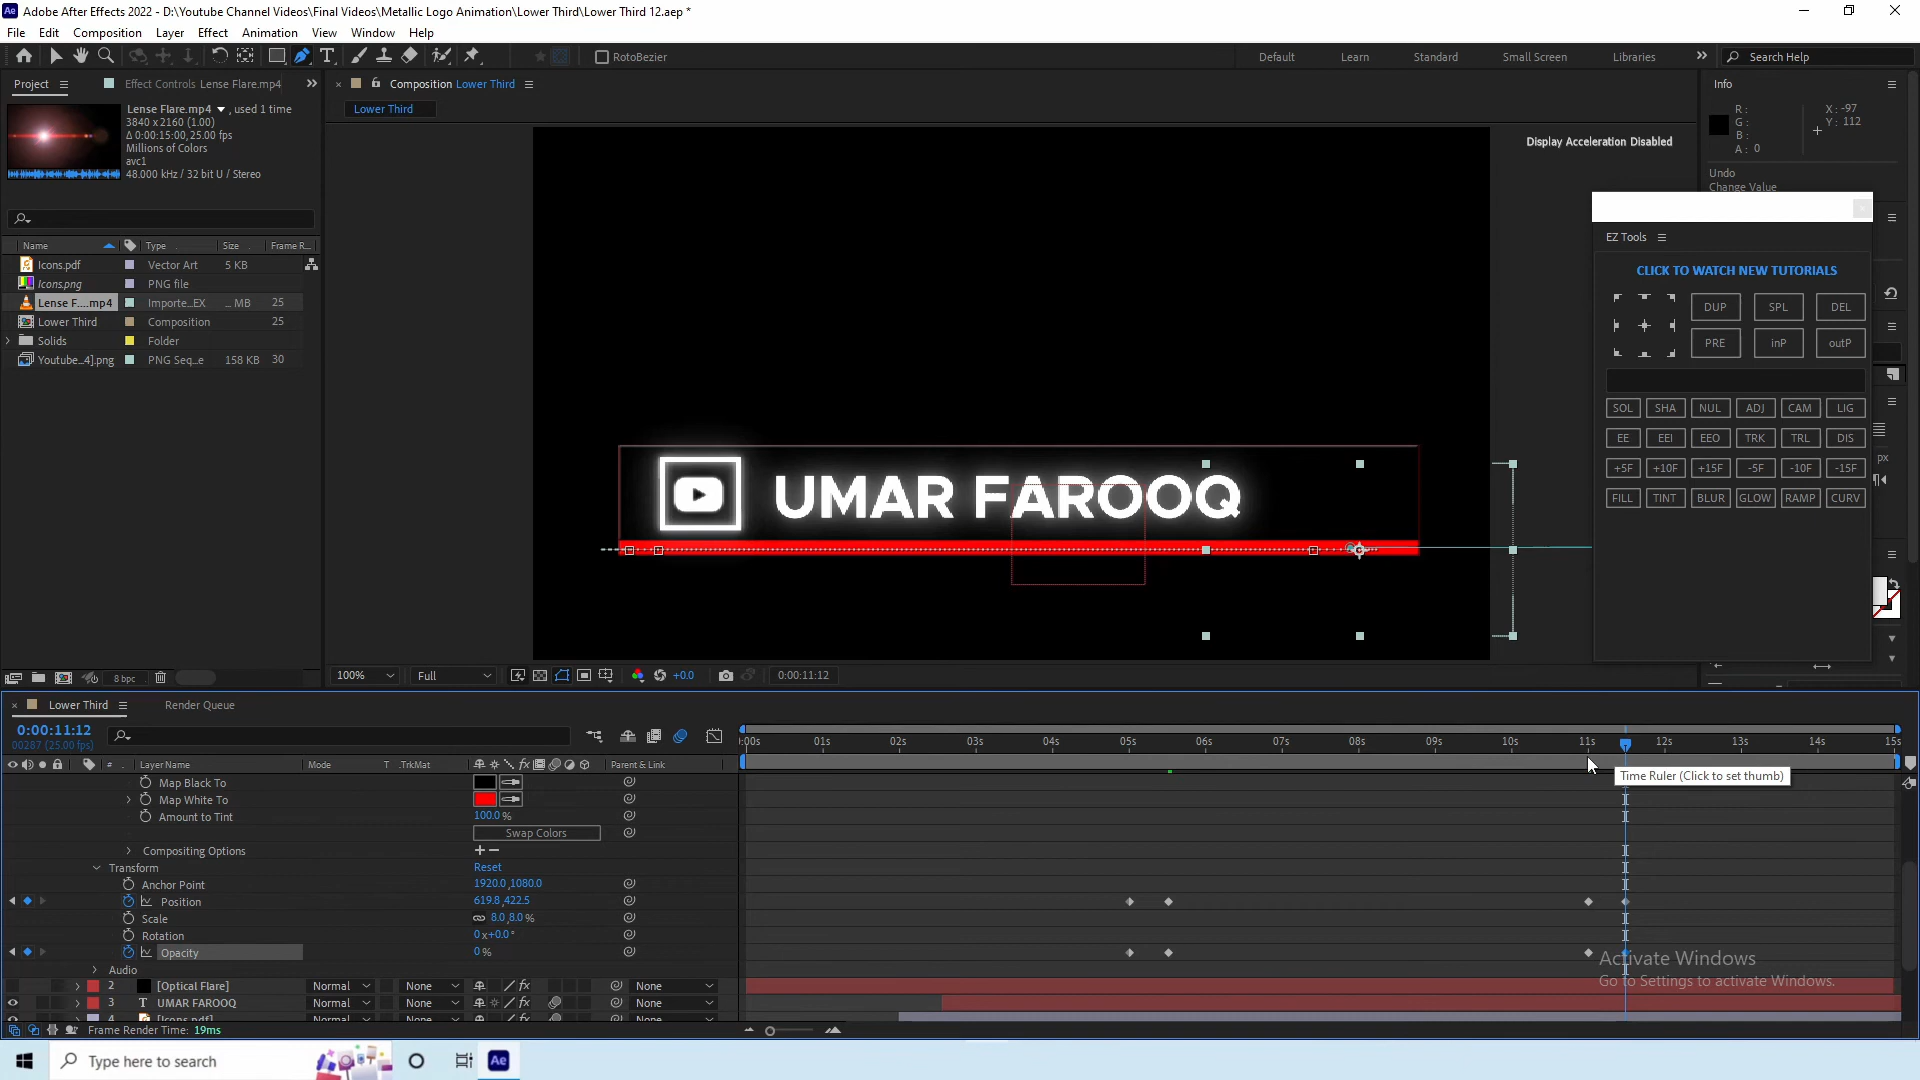 Adobe After Effects 2022 - D:\Youtube Channel Videos\Final Videos\Metallic Logo Animation\Lower Third\Lower Third 12.aep *
File Edit Composition Layer Effect Animation View Window Help
RotoBezier Default Learn Standard Small Screen Libraries Search Help
Project Effect Controls Lense Flare.mp4 Composition Lower Third Info
Lower Third
Lense Flare.mp4 , used 1 time
3840 x 2160 (1.00)
Δ 0:00:15:00, 25.00 fps
Millions of Colors
avc1
48.000 kHz / 32 bit U / Stereo
Display Acceleration Disabled
R :
G :
B :
A : 0
X : -97
Y : 112
Undo
Change Value
Name Type Size Frame R...
Icons.pdf Vector Art 5 KB
Icons.png PNG file
Lense F....mp4 Importe...EX ... MB 25
Lower Third Composition 25
Solids Folder
Youtube...4].png PNG Seq...e 158 KB 30
EZ Tools
CLICK TO WATCH NEW TUTORIALS
DUP SPL DEL
PRE inP outP
SOL SHA NUL ADJ CAM LIG
EE EEI EEO TRK TRL DIS
+5F +10F +15F -5F -10F -15F
FILL TINT BLUR GLOW RAMP CURV
px
UMAR FAROOQ
8 bpc 100% Full +0.0 0:00:11:12
Lower Third Render Queue
0:00:11:12
00287 (25.00 fps)
:00s 01s 02s 03s 04s 05s 06s 07s 08s 09s 10s 11s 12s 13s 14s 15s
# Layer Name Mode T .TrkMat Parent & Link
Time Ruler (Click to set thumb)
Map Black To
Map White To
Amount to Tint 100.0 %
Swap Colors
Compositing Options
Transform Reset
Anchor Point 1920.0 ,1080.0
Position 619.8 ,422.5
Scale 8.0 ,8.0 %
Rotation 0 x+0.0 °
Opacity 0 %
Audio
2 [Optical Flare] Normal None None
3 T UMAR FAROOQ Normal None None
4 [Icons.pdf] Normal None None
Activate Windows
Go to Settings to activate Windows.
Frame Render Time: 19ms
Type here to search
Ae